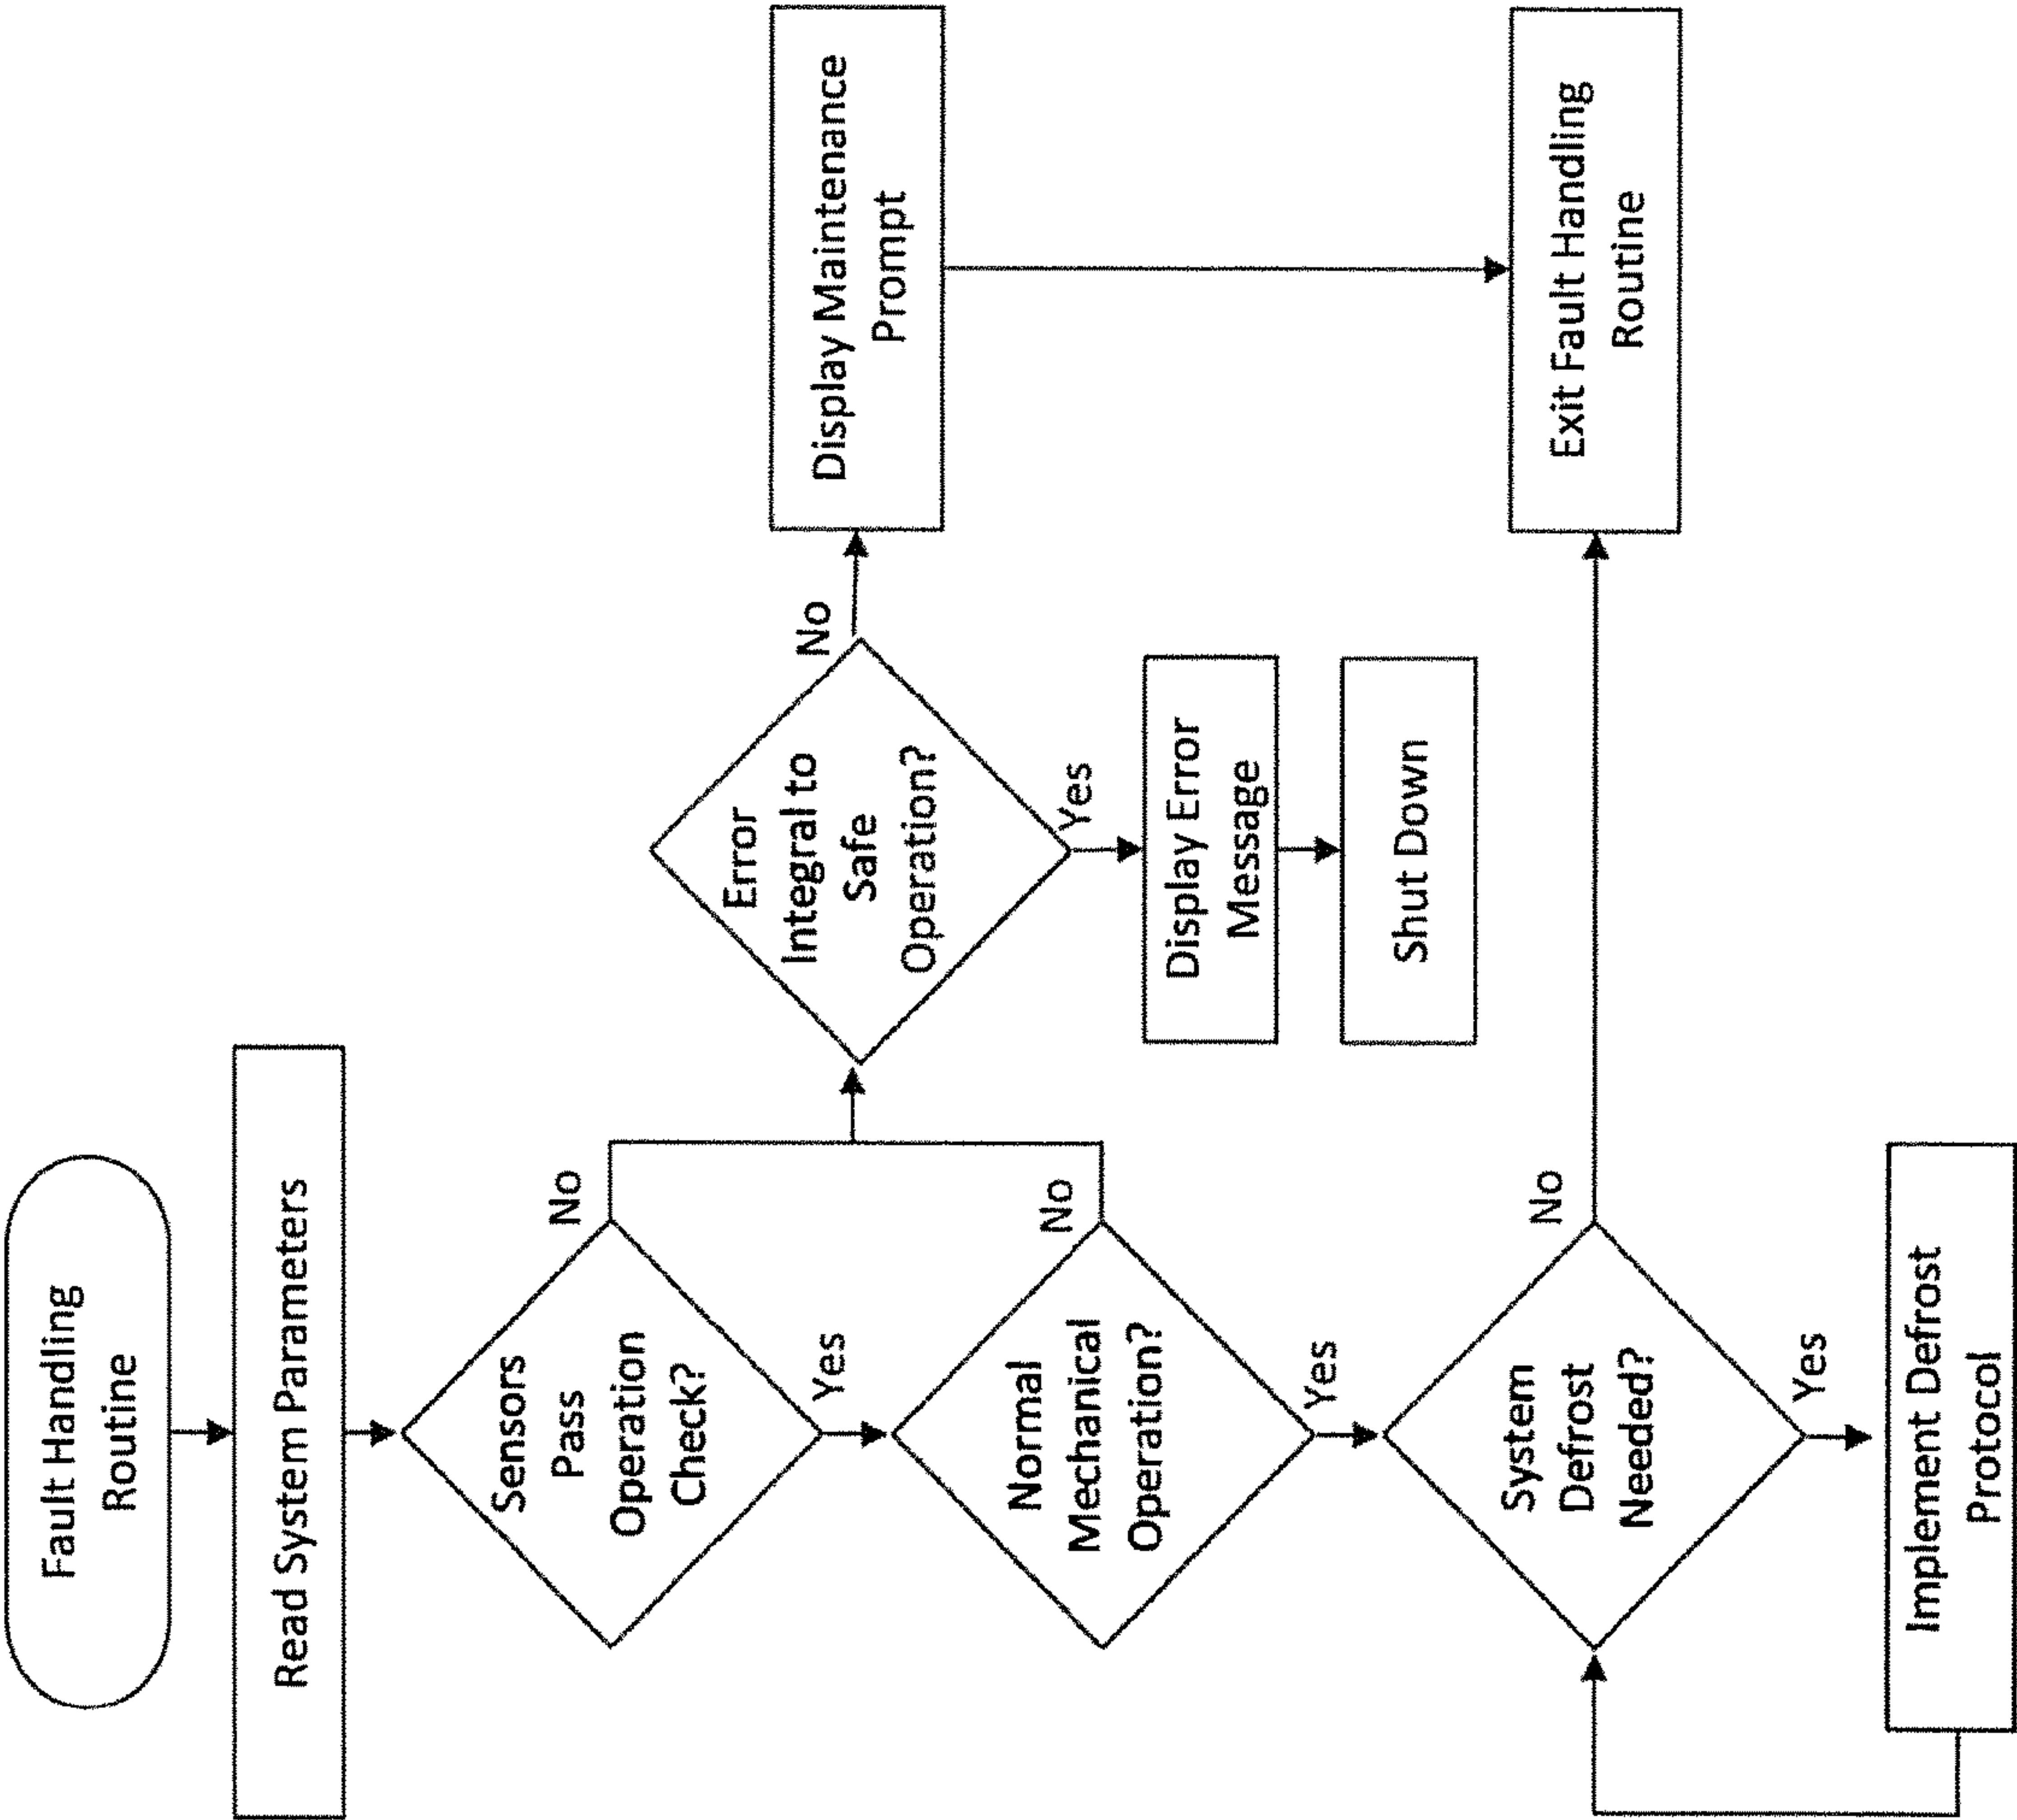 Fault Handling
Routine
Read System Parameters
Sensors
Pass
Operation
Check?
No
Yes
Normal
Mechanical
Operation?
No
Yes
System
Defrost
Needed?
No
Yes
Implement Defrost
Protocol
Error
Integral to
Safe
Operation?
No
Yes
Display Error
Message
Shut Down
Display Maintenance
Prompt
Exit Fault Handling
Routine